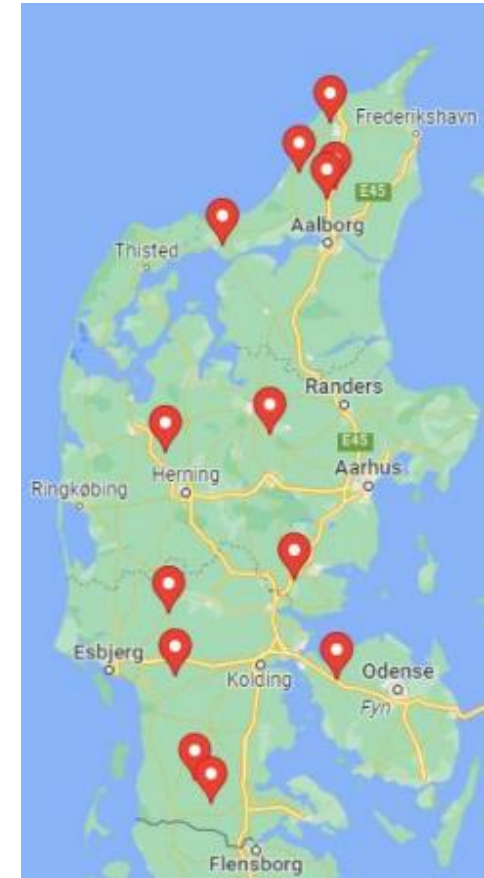 Frederikshavn
E45
Aalborg
Thisted
Randers
E45
Aarhus
Herning
Ringkøbing
Esbjerg
Kolding
Odense
Fyn
Flensborg